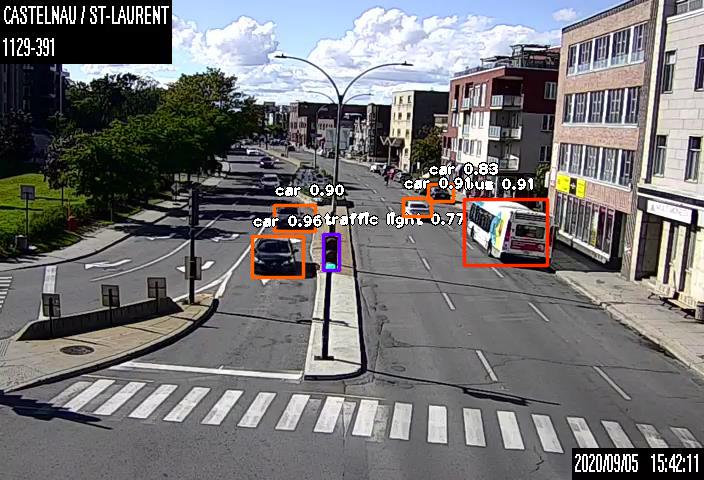 CASTELNAU / ST-LAURENT
1129-391
car 0.83
car 0.91
bus 0.91
car 0.90
car 0.96
traffic light 0.77
2020/09/05 15:42:11